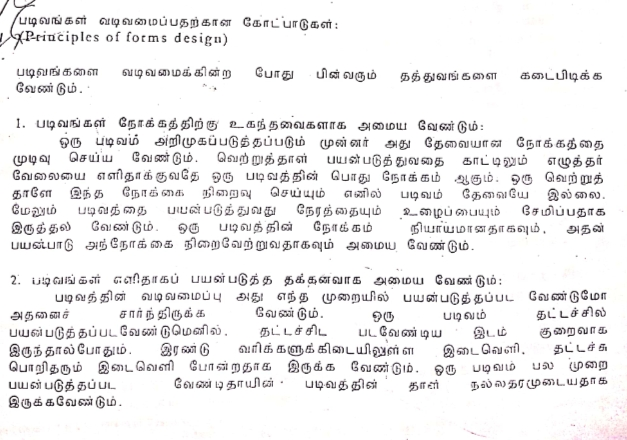 படிவங்கள் வடிவமைப்பதற்கான கோட்பாடுகள்:
(Principles of forms design)
படிவங்களை வடிவமைக்கின்ற போது பின்வரும் தத்துவங்களை கடைபிடிக்க
வேண்டும்.
1. படிவங்கள் நோக்கத்திற்கு உகந்தவைகளாக அமைய வேண்டும்:
ஒரு படிவம் அறிமுகப்படுத்தப்படும் முன்னர் அது தேவையான நோக்கத்தை
முடிவு செய்ய வேண்டும். வெற்றுத்தாள் பயன்படுத்துவதை காட்டிலும் எழுத்தர்
வேலையை எளிதாக்குவதே ஒரு படிவத்தின் பொது நோக்கம் ஆகும். ஒரு வெற்றுத்
தாளே இந்த நோக்கை நிறைவு செய்யும் எனில் படிவம் தேவையே இல்லை.
மேலும் படிவத்தை பயன்படுத்துவது நேரத்தையும் உழைப்பையும் சேமிப்பதாக
இருத்தல் வேண்டும். ஒரு படிவத்தின் நோக்கம் நியாயமானதாகவும், அதன்
பயன்பாடு அந்நோக்கை நிறைவேற்றுவதாகவும் அமைய வேண்டும்.
2. படிவங்கள் எளிதாகப் பயன்படுத்த தக்கனவாக அமைய வேண்டும்:
படிவத்தின் வடிவமைப்பு அது எந்த முறையில் பயன்படுத்தப்பட வேண்டுமோ
அதனைச் சார்ந்திருக்க வேண்டும். ஒரு படிவம் தட்டச்சில்
பயன்படுத்தப்படவேண்டுமெனில், தட்டச்சிட படவேண்டிய இடம் குறைவாக
இருந்தால்போதும். இரண்டு வரிக்களுக்கிடையிலுள்ள இடைவெளி, தட்டச்சு
பொறிதரும் இடைவெளி போன்றதாக இருக்க வேண்டும். ஒரு படிவம் பல முறை
பயன்படுத்தப்பட வேண்டிதாயின் படிவத்தின் தாள் நல்லதரமுடையதாக
இருக்கவேண்டும்.